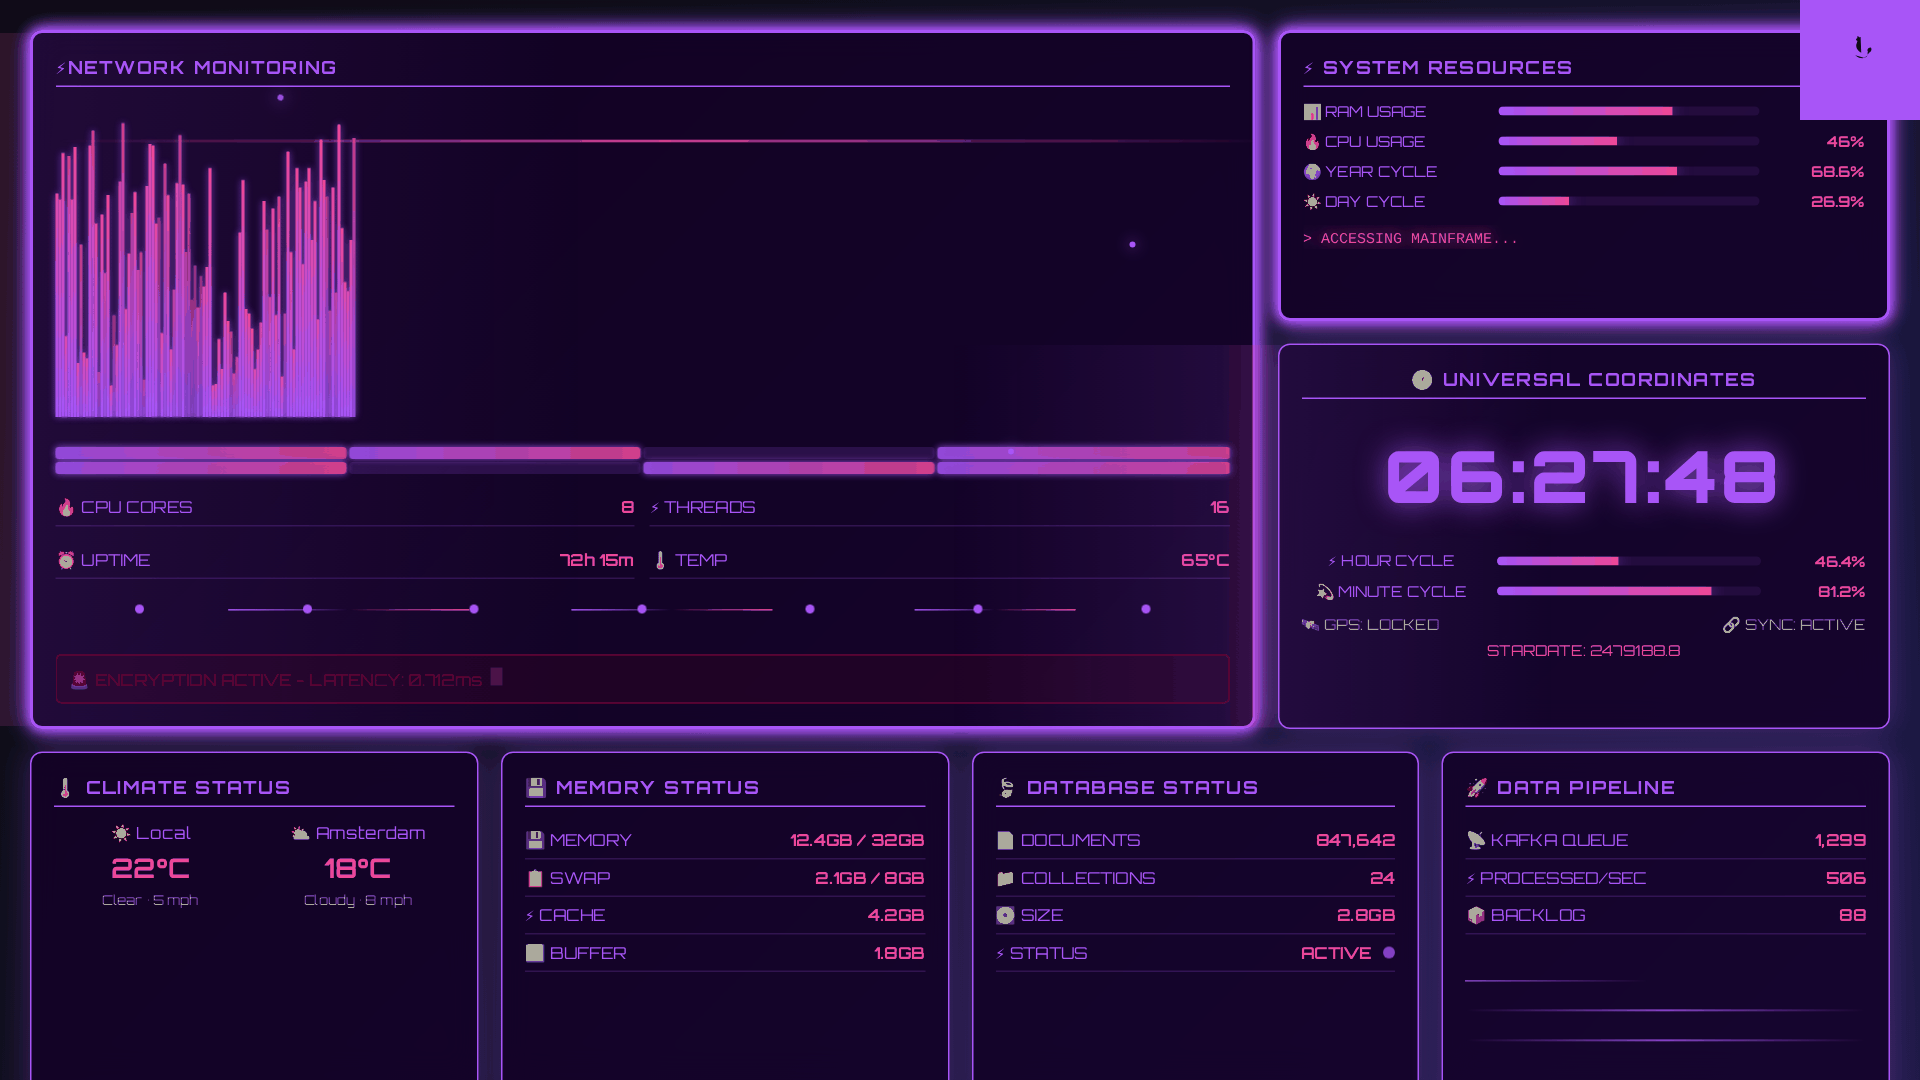 ⚡NETWORK MONITORING
🔥 CPU CORES 8
⚡ THREADS 16
⏰ UPTIME 72h 15m
🌡 TEMP 65°C
ENCRYPTION ACTIVE - LATENCY: 0.712ms
⚡ SYSTEM RESOURCES
📊 RAM USAGE
🔥 CPU USAGE 46%
🌍 YEAR CYCLE 68.6%
☀ DAY CYCLE 26.9%
> ACCESSING MAINFRAME...
UNIVERSAL COORDINATES
06:27:48
⚡ HOUR CYCLE 46.4%
💫 MINUTE CYCLE 81.2%
🛰 GPS: LOCKED
🔗 SYNC: ACTIVE
STARDATE: 2479188.8
🌡 CLIMATE STATUS
☀ Local
22°C
Clear · 5 mph
🌥 Amsterdam
18°C
Cloudy · 8 mph
💾 MEMORY STATUS
💾 MEMORY 12.4GB / 32GB
📋 SWAP 2.1GB / 8GB
⚡ CACHE 4.2GB
BUFFER 1.8GB
🍃 DATABASE STATUS
📄 DOCUMENTS 847,642
📁 COLLECTIONS 24
💽 SIZE 2.8GB
⚡ STATUS ACTIVE
🚀 DATA PIPELINE
📡 KAFKA QUEUE 1,299
⚡ PROCESSED/SEC 506
📦 BACKLOG 88